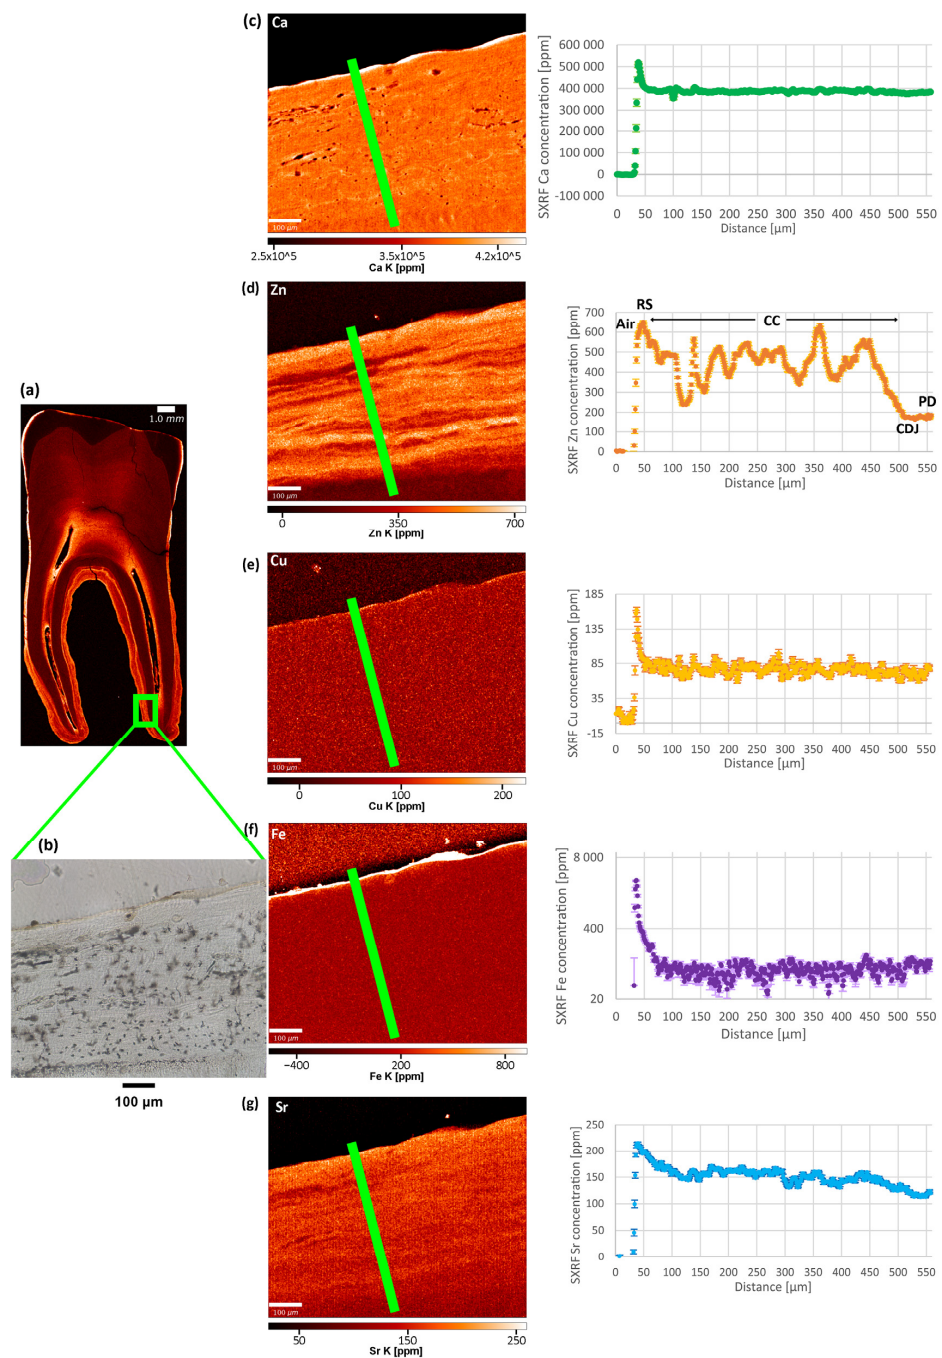 (a)
1.0 mm
(b)
100 µm
(c)
Ca
100 µm
2.5x10^5
3.5x10^5
4.2x10^5
Ca K [ppm]
SXRF Ca concentration [ppm]
600 000
500 000
400 000
300 000
200 000
100 000
0
-100 000
0 50 100 150 200 250 300 350 400 450 500 550
Distance [µm]
(d)
Zn
100 µm
0
350
700
Zn K [ppm]
SXRF Zn concentration [ppm]
700
600
500
400
300
200
100
0
Air
RS
CC
PD
CDJ
0 50 100 150 200 250 300 350 400 450 500 550
Distance [µm]
(e)
Cu
100 µm
0
100
200
Cu K [ppm]
SXRF Cu concentration [ppm]
185
135
85
35
-15
0 50 100 150 200 250 300 350 400 450 500 550
Distance [µm]
(f)
Fe
100 µm
−400
200
800
Fe K [ppm]
SXRF Fe concentration [ppm]
8 000
400
20
0 50 100 150 200 250 300 350 400 450 500 550
Distance [µm]
(g)
Sr
100 µm
50
150
250
Sr K [ppm]
SXRF Sr concentration [ppm]
250
200
150
100
50
0
0 50 100 150 200 250 300 350 400 450 500 550
Distance [µm]